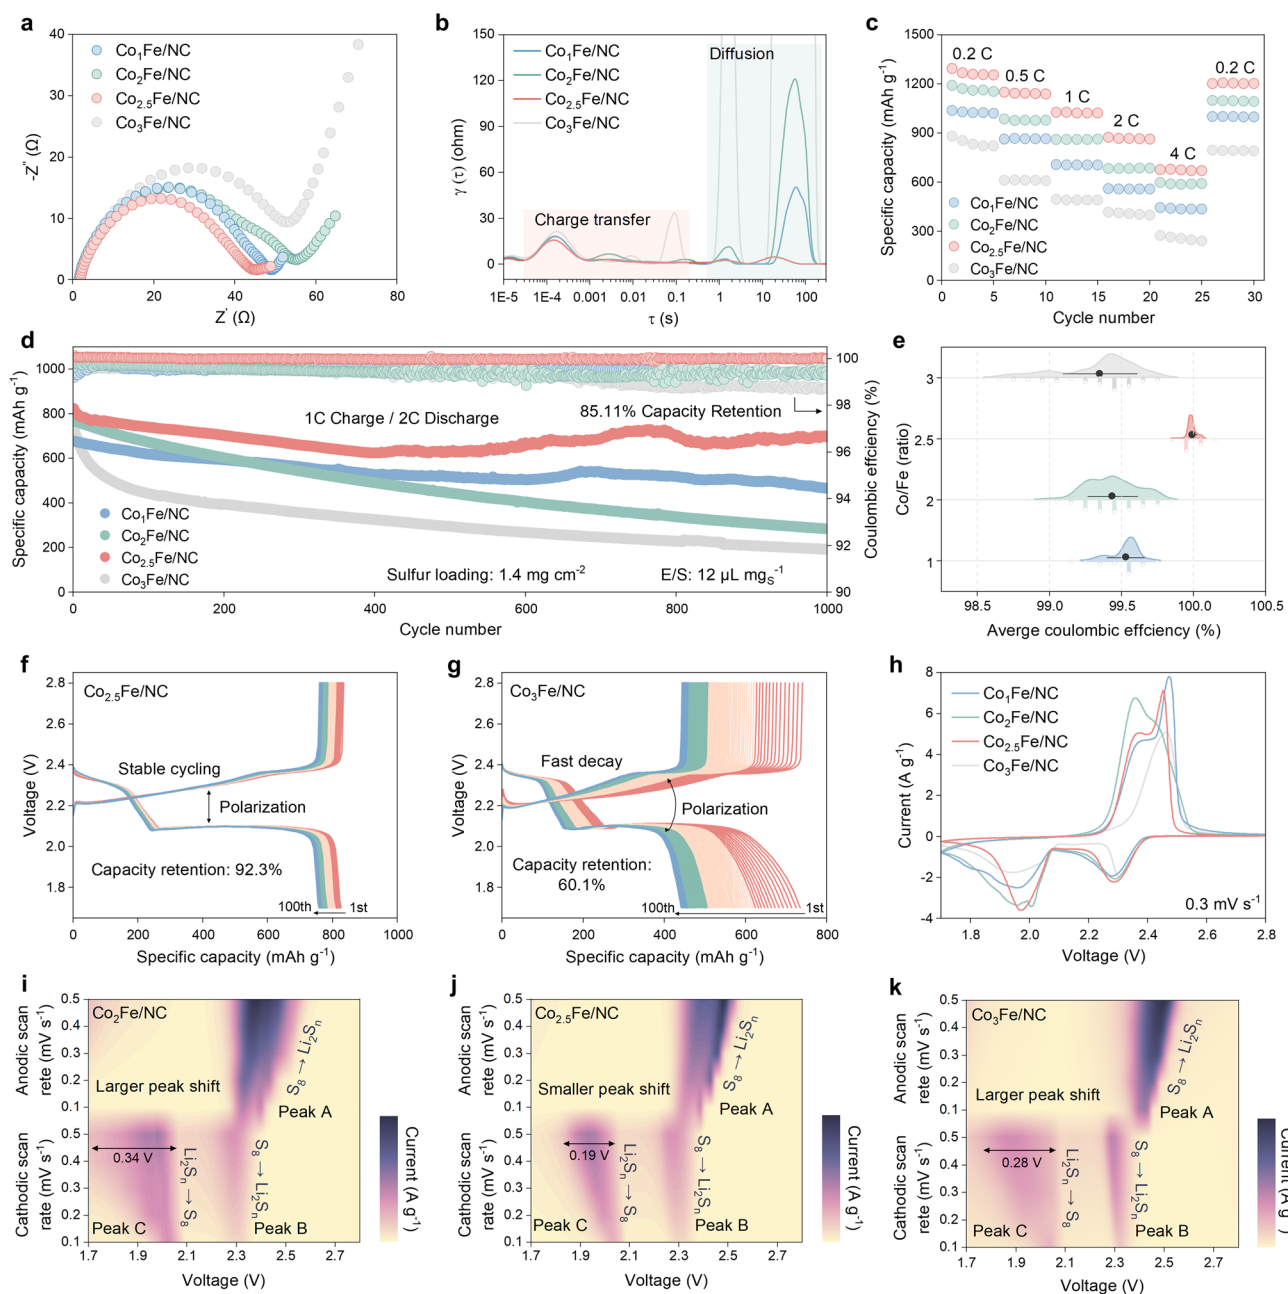 a
40
30
20
10
0
-Z'' (Ω)
Co1Fe/NC
Co2Fe/NC
Co2.5Fe/NC
Co3Fe/NC
0 20 40 60 80
Z' (Ω)
b
150
120
90
60
30
0
γ (τ) (ohm)
Co1Fe/NC
Co2Fe/NC
Co2.5Fe/NC
Co3Fe/NC
Diffusion
Charge transfer
1E-5 1E-4 0.001 0.01 0.1 1 10 100
τ (s)
c
1500
1200
900
600
300
0
Specific capacity (mAh g-1)
0.2 C
0.5 C
1 C
2 C
4 C
0.2 C
Co1Fe/NC
Co2Fe/NC
Co2.5Fe/NC
Co3Fe/NC
0 5 10 15 20 25 30
Cycle number
d
1000
800
600
400
200
0
Specific capacity (mAh g-1)
1C Charge / 2C Discharge
85.11% Capacity Retention
Co1Fe/NC
Co2Fe/NC
Co2.5Fe/NC
Co3Fe/NC
Sulfur loading: 1.4 mg cm-2
E/S: 12 µL mgS-1
100
98
96
94
92
90
Coulombic effciency (%)
0 200 400 600 800 1000
Cycle number
e
3
2.5
2
1
Co/Fe (ratio)
98.5 99.0 99.5 100.0 100.5
Averge coulombic effciency (%)
f
2.8
2.6
2.4
2.2
2.0
1.8
Voltage (V)
Co2.5Fe/NC
Stable cycling
Polarization
Capacity retention: 92.3%
100th 1st
0 200 400 600 800 1000
Specific capacity (mAh g-1)
g
2.8
2.6
2.4
2.2
2.0
1.8
Voltage (V)
Co3Fe/NC
Fast decay
Polarization
Capacity retention:
60.1%
100th 1st
0 200 400 600 800
Specific capacity (mAh g-1)
h
8
6
4
2
0
-2
-4
Current (A g-1)
Co1Fe/NC
Co2Fe/NC
Co2.5Fe/NC
Co3Fe/NC
0.3 mV s-1
1.8 2.0 2.2 2.4 2.6 2.8
Voltage (V)
i
Anodic scan
rete (mV s-1)
0.5
0.3
0.2
0.1
Co2Fe/NC
Larger peak shift
S8 → Li2Sn
Peak A
Cathodic scan
rate (mV s-1)
0.5
0.4
0.3
0.2
0.1
0.34 V
Li2Sn → S8
S8 → Li2Sn
Peak C
Peak B
Current (A g-1)
1.7 1.9 2.1 2.3 2.5 2.7
Voltage (V)
j
Anodic scan
rete (mV s-1)
0.5
0.3
0.2
0.1
Co2.5Fe/NC
Smaller peak shift
S8 → Li2Sn
Peak A
Cathodic scan
rate (mV s-1)
0.5
0.4
0.3
0.2
0.1
0.19 V
Li2Sn → S8
S8 → Li2Sn
Peak C
Peak B
Current (A g-1)
1.7 1.9 2.1 2.3 2.5 2.7
Voltage (V)
k
Anodic scan
rete (mV s-1)
0.5
0.3
0.2
0.1
Co3Fe/NC
Larger peak shift
S8 → Li2Sn
Peak A
Cathodic scan
rate (mV s-1)
0.5
0.4
0.3
0.2
0.1
0.28 V
Li2Sn → S8
S8 → Li2Sn
Peak C
Peak B
1.7 1.9 2.1 2.3 2.5 2.7
Voltage (V)